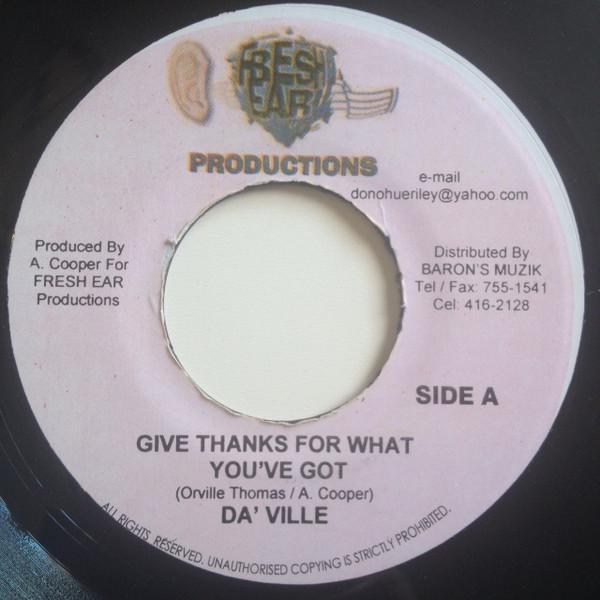 FRESH
EAR
PRODUCTIONS
e-mail
donohueriley@yahoo.com
Produced By
A. Cooper For
FRESH EAR
Productions
Distributed By
BARON'S MUZIK
Tel / Fax: 755-1541
Cel: 416-2128
SIDE A
GIVE THANKS FOR WHAT
YOU'VE GOT
(Orville Thomas / A. Cooper)
DA' VILLE
ALL RIGHTS RESERVED. UNAUTHORISED COPYING IS STRICTLY PROHIBITED.